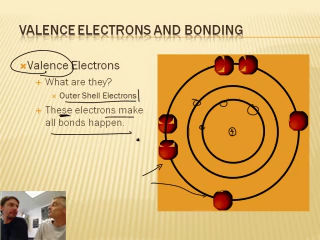 VALENCE ELECTRONS AND BONDING
Valence Electrons
What are they?
Outer Shell Electrons
These electrons make
all bonds happen.